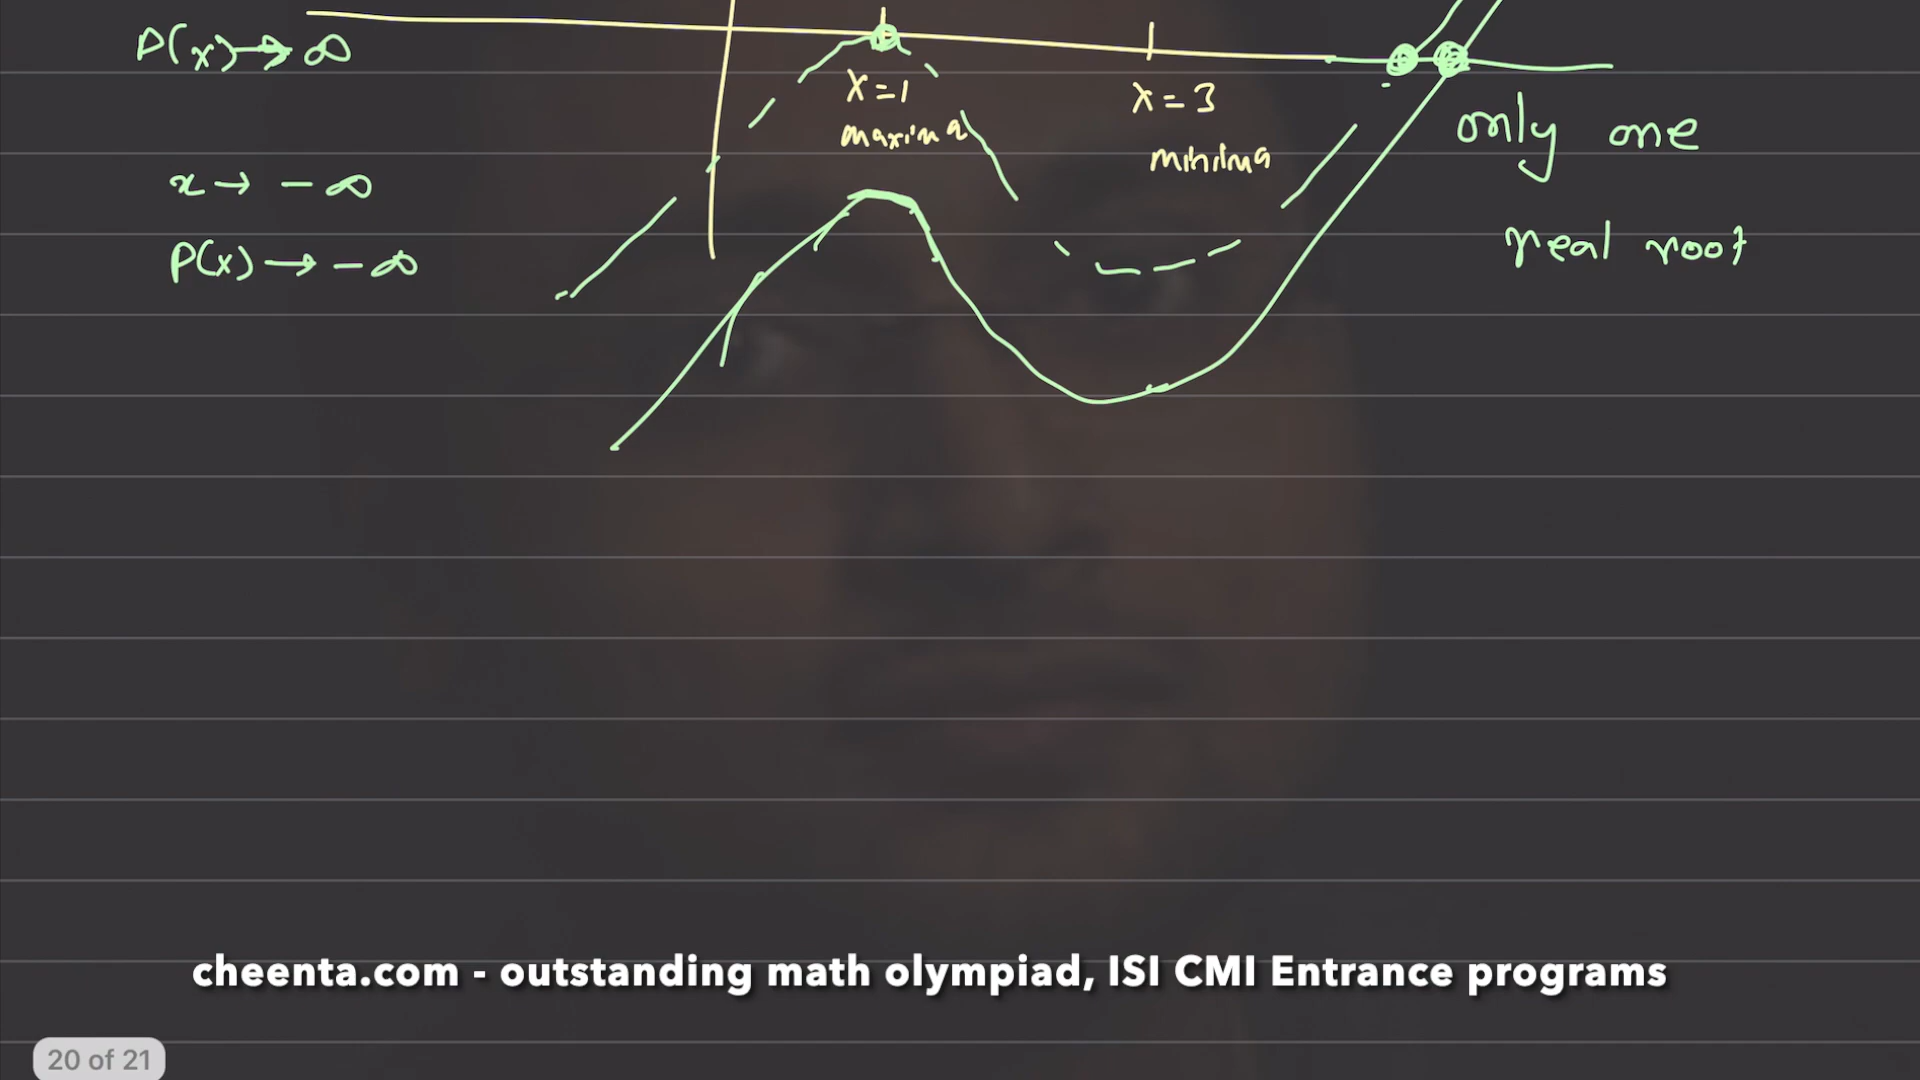 P(x) → ∞
x = 1
maxima
x = 3
minima
only one
real root
x → - ∞
P(x) → - ∞
cheenta.com - outstanding math olympiad, ISI CMI Entrance programs
20 of 21